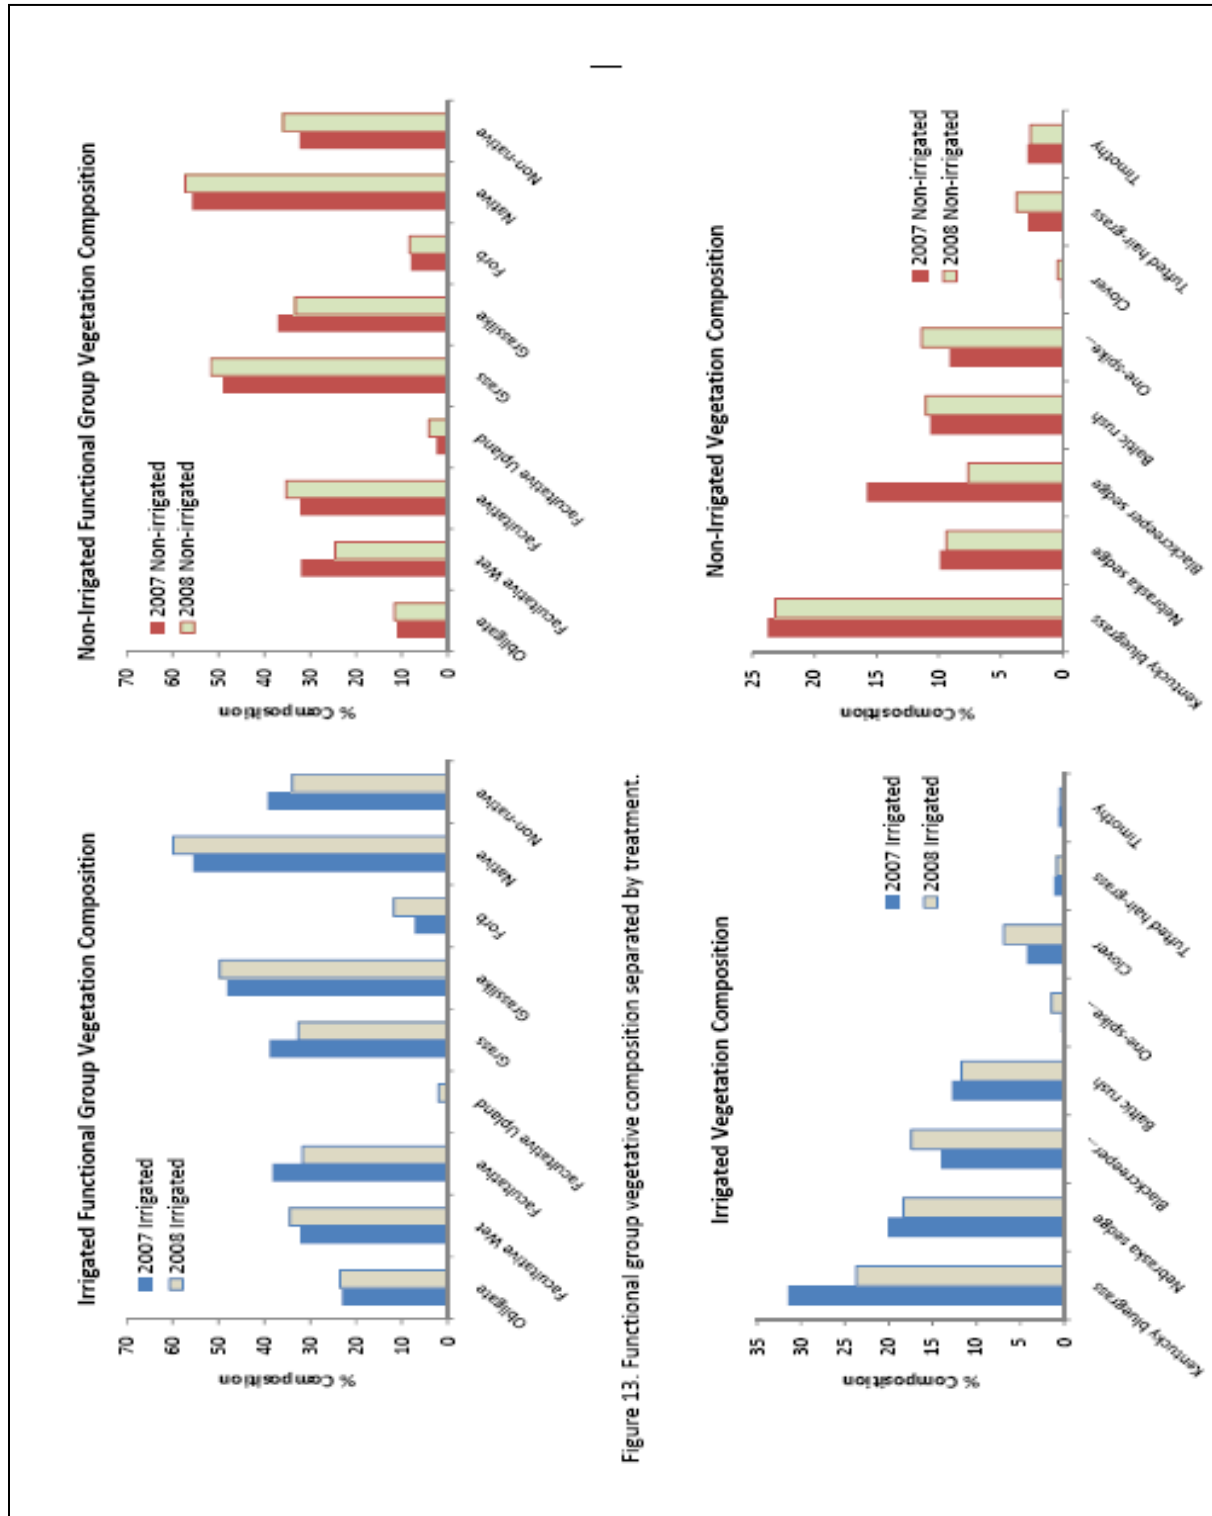 Irrigated Functional Group Vegetation Composition
2007 Irrigated
2008 Irrigated
% Composition
70
60
50
40
30
20
10
0
Obligate
Facultative Wet
Facultative
Facultative Upland
Grass
Grasslike
Forb
Native
Non-native
Non-Irrigated Functional Group Vegetation Composition
2007 Non-irrigated
2008 Non-irrigated
% Composition
70
60
50
40
30
20
10
0
Obligate
Facultative Wet
Facultative
Facultative Upland
Grass
Grasslike
Forb
Native
Non-native
Figure 13. Functional group vegetative composition separated by treatment.
Irrigated Vegetation Composition
2007 Irrigated
2008 Irrigated
% Composition
35
30
25
20
15
10
5
0
Kentucky bluegrass
Nebraska sedge
Blackcreeper...
Baltic rush
One-spike...
Clover
Tufted hair-grass
Timothy
Non-Irrigated Vegetation Composition
2007 Non-irrigated
2008 Non-irrigated
% Composition
25
20
15
10
5
0
Kentucky bluegrass
Nebraska sedge
Blackcreeper sedge
Baltic rush
One-spike...
Clover
Tufted hair-grass
Timothy